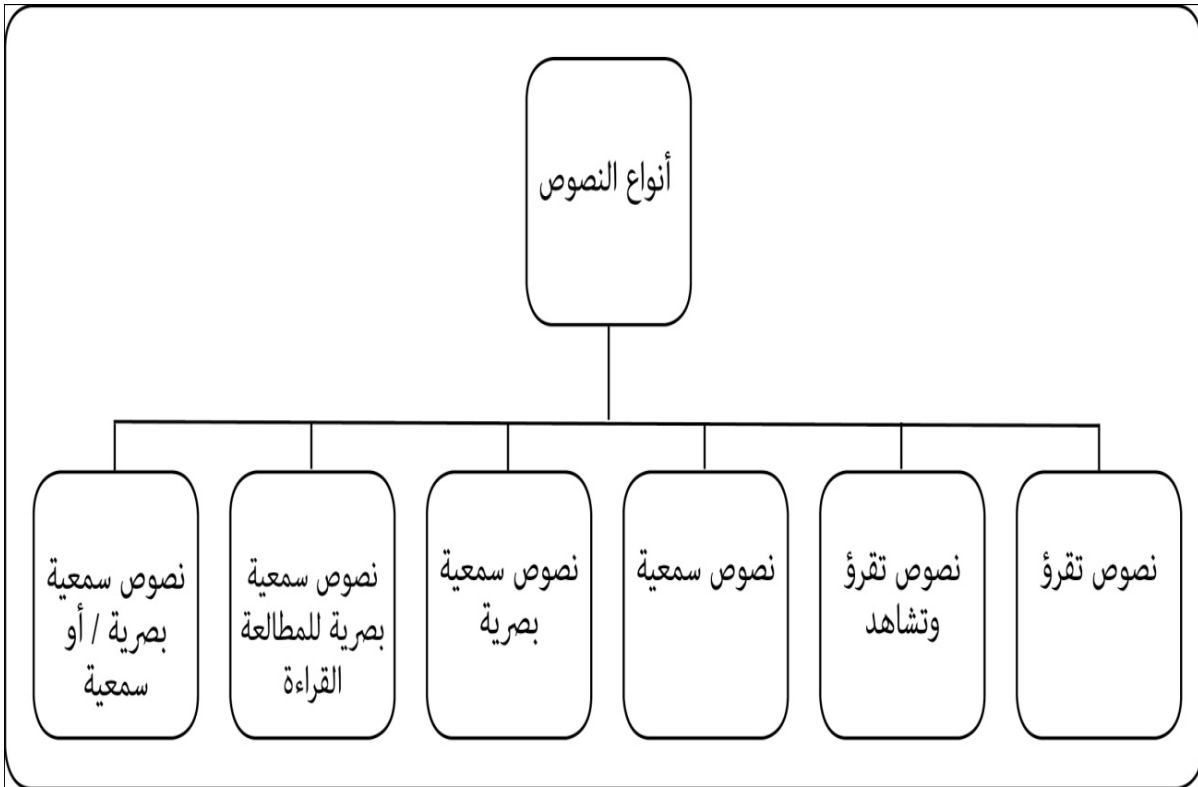 أنواع النصوص
نصوص تقرؤ
نصوص تقرؤ
وتشاهد
نصوص سمعية
نصوص سمعية
بصرية
نصوص سمعية
بصرية للمطالعة
القراءة
نصوص سمعية
بصرية / أو
سمعية